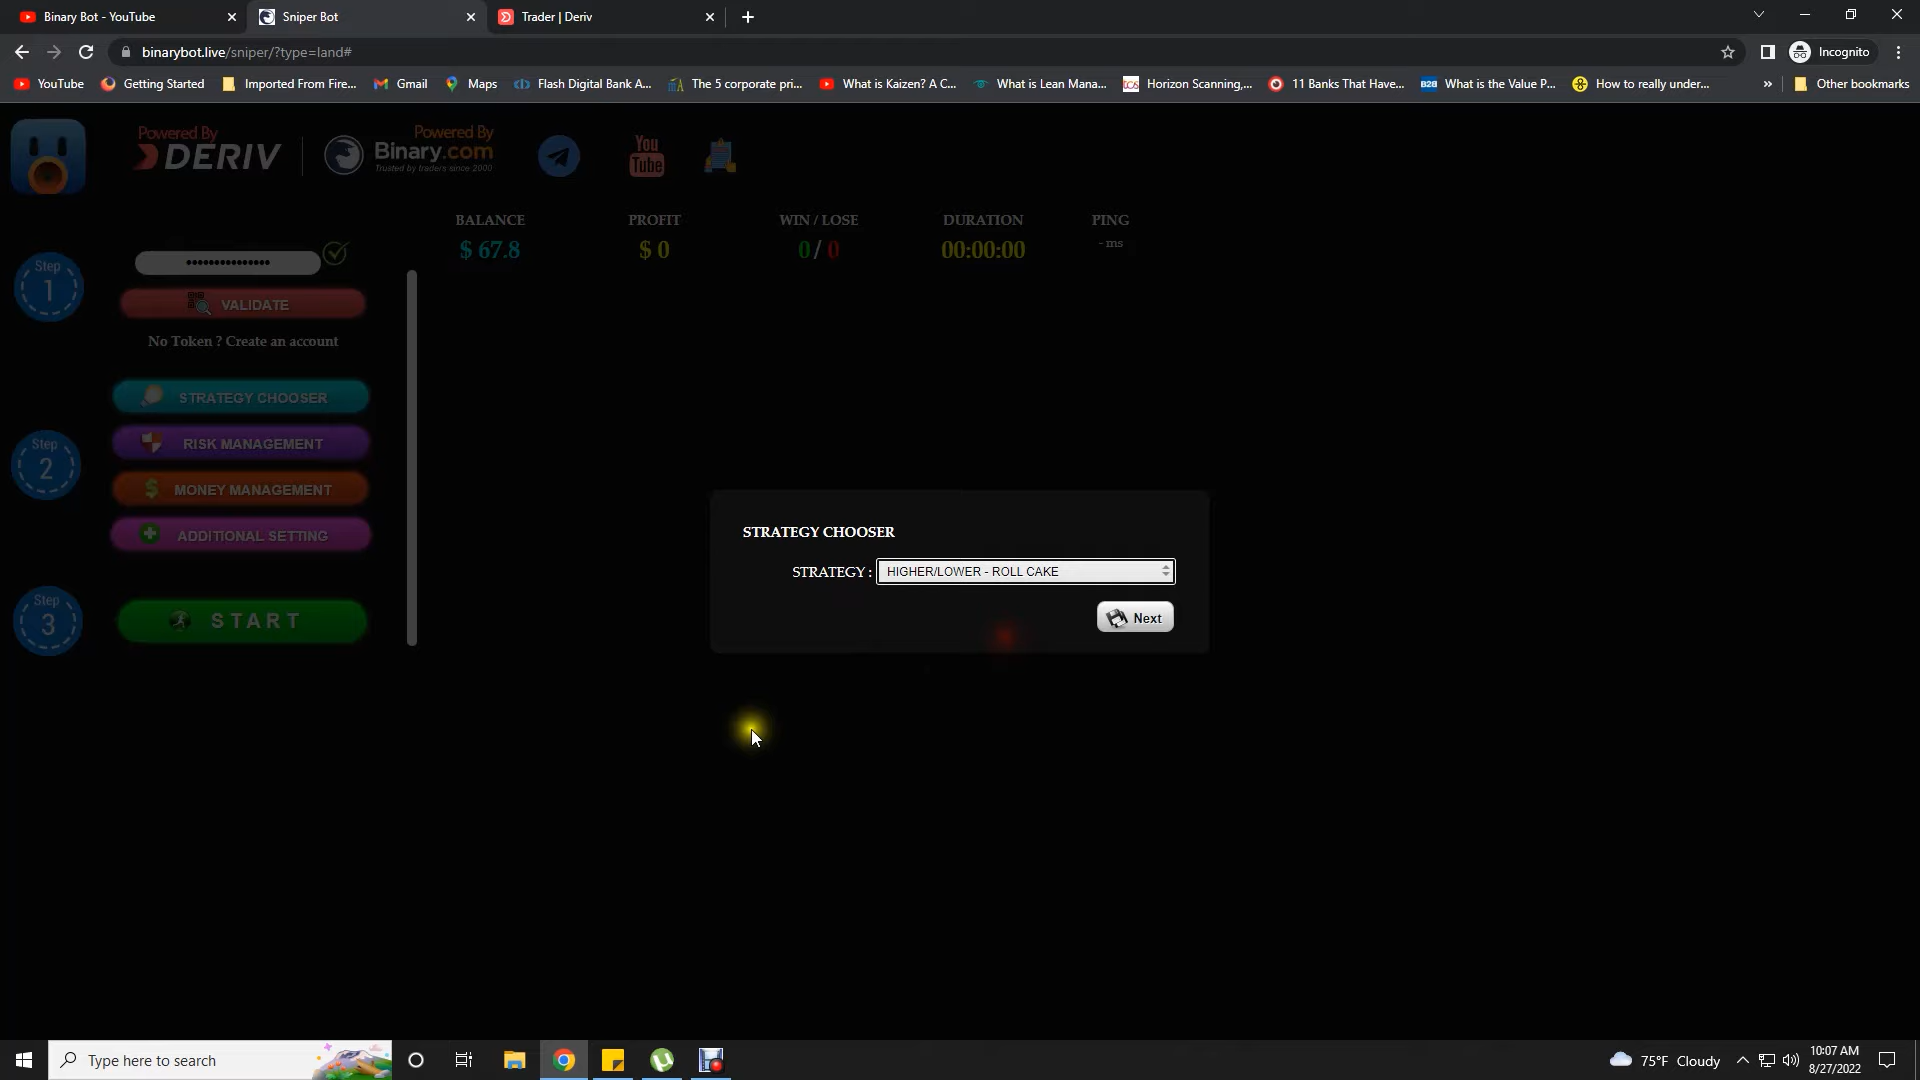 Binary Bot - YouTube
Sniper Bot
Trader | Deriv
binarybot.live/sniper/?type=land#
Incognito
YouTube
Getting Started
Imported From Fire...
Gmail
Maps
Flash Digital Bank A...
The 5 corporate pri...
What is Kaizen? A C...
What is Lean Mana...
Horizon Scanning,...
11 Banks That Have...
B2B
What is the Value P...
How to really under...
Other bookmarks
Powered By
DERIV
Powered By
Binary.com
Trusted by traders since 2000
You
Tube
BALANCE
PROFIT
WIN / LOSE
DURATION
PING
$ 67.8
$ 0
0 / 0
00:00:00
- ms
Step
1
VALIDATE
No Token ? Create an account
Step
2
STRATEGY CHOOSER
RISK MANAGEMENT
MONEY MANAGEMENT
ADDITIONAL SETTING
Step
3
START
STRATEGY CHOOSER
STRATEGY :
HIGHER/LOWER - ROLL CAKE
Next
Type here to search
75°F Cloudy
10:07 AM
8/27/2022